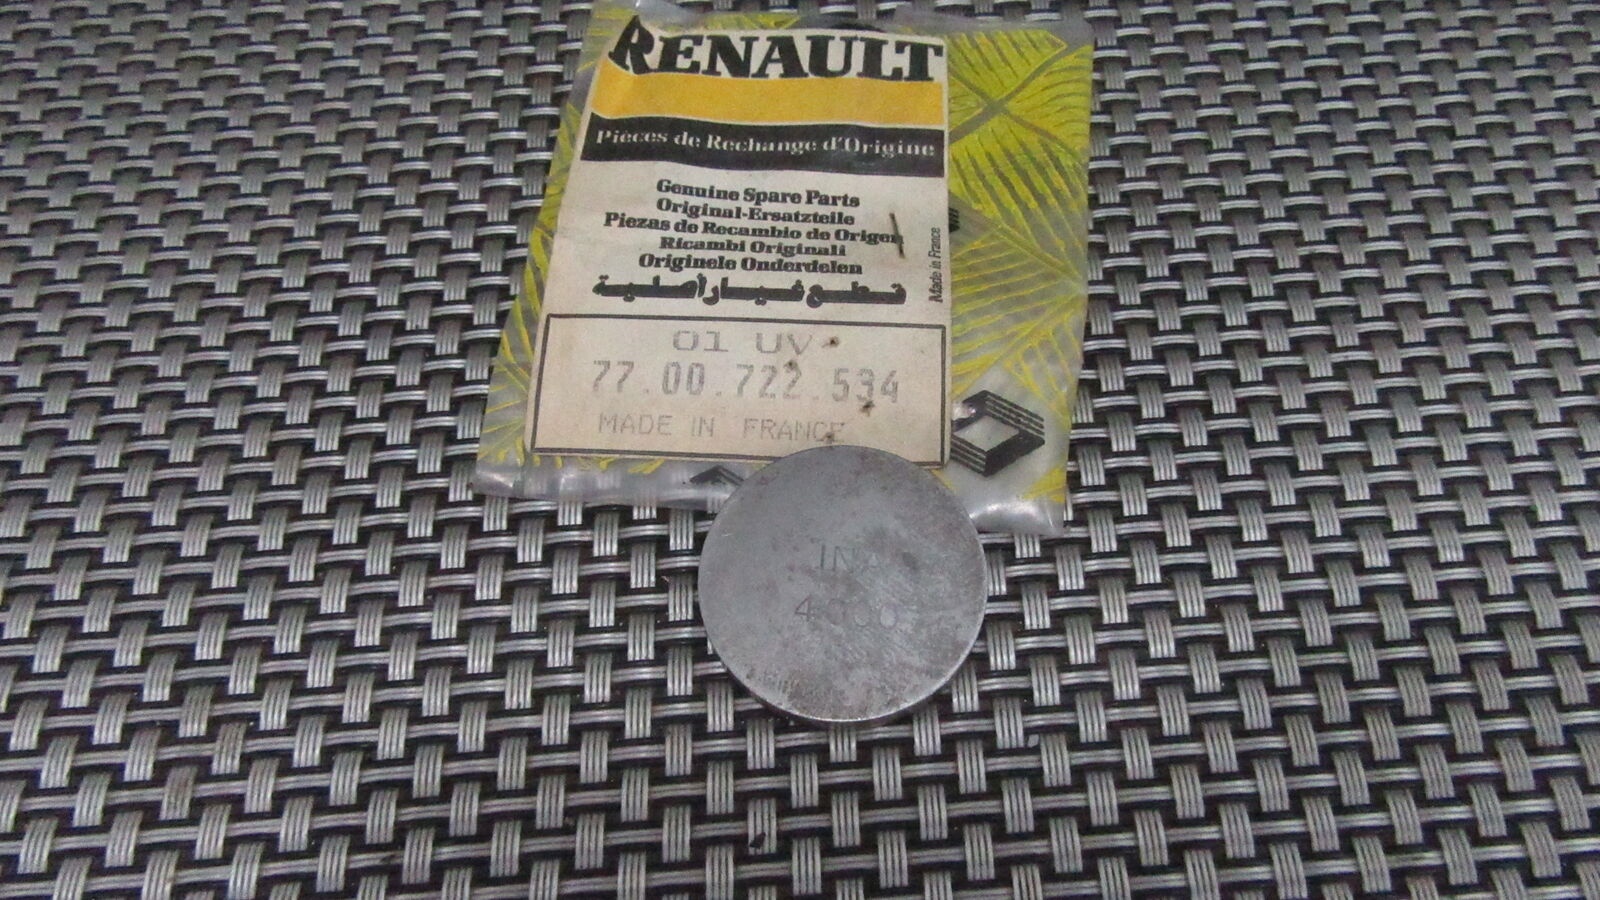 RENAULT
Pièces de Rechange d'Origine
Genuine Spare Parts
Original-Ersatzteile
Piezas de Recambio de Origen
Ricambi Originali
Originele Onderdelen
قطع غيار أصلية
Made in France
01 UV
77.00.722.534
MADE IN FRANCE
INA